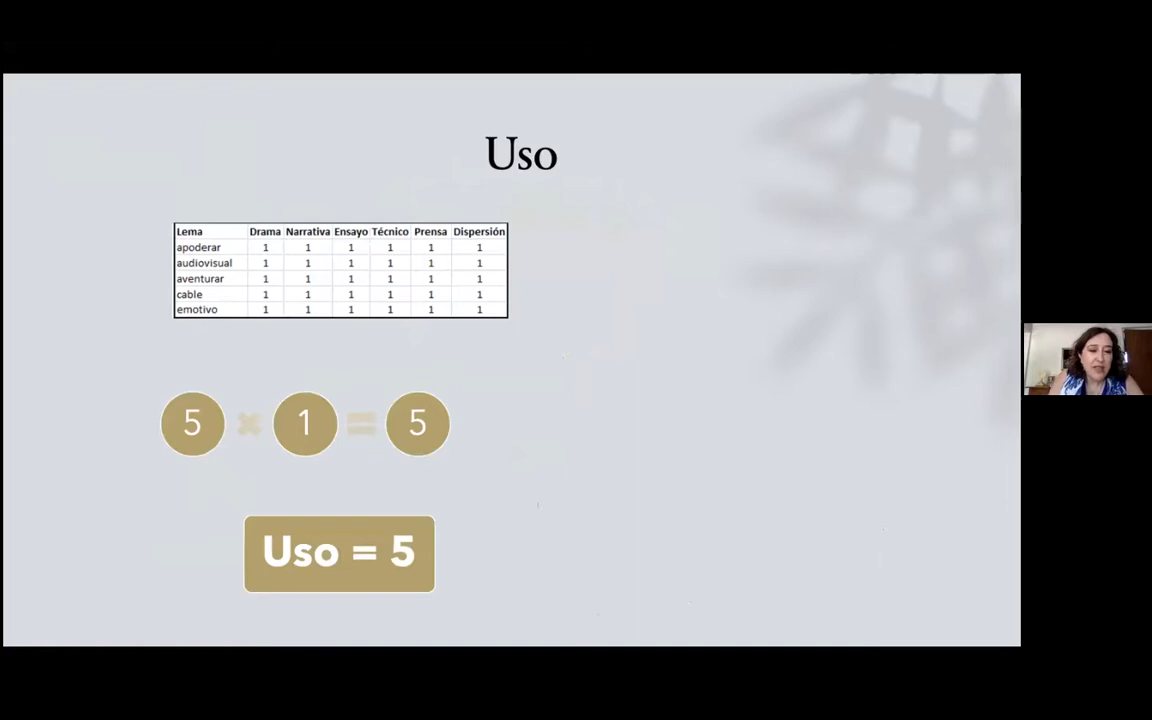 Uso
Lema Drama Narrativa Ensayo Técnico Prensa Dispersión
apoderar 1 1 1 1 1 1
audiovisual 1 1 1 1 1 1
aventurar 1 1 1 1 1 1
cable 1 1 1 1 1 1
emotivo 1 1 1 1 1 1
5 × 1 = 5
Uso = 5